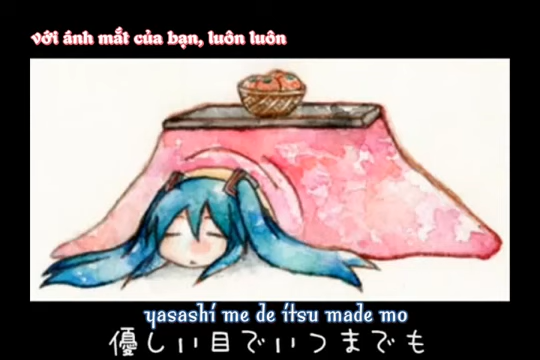 với ánh mắt của bạn, luôn luôn
yasashí me de itsu made mo
優しい目でいつまでも